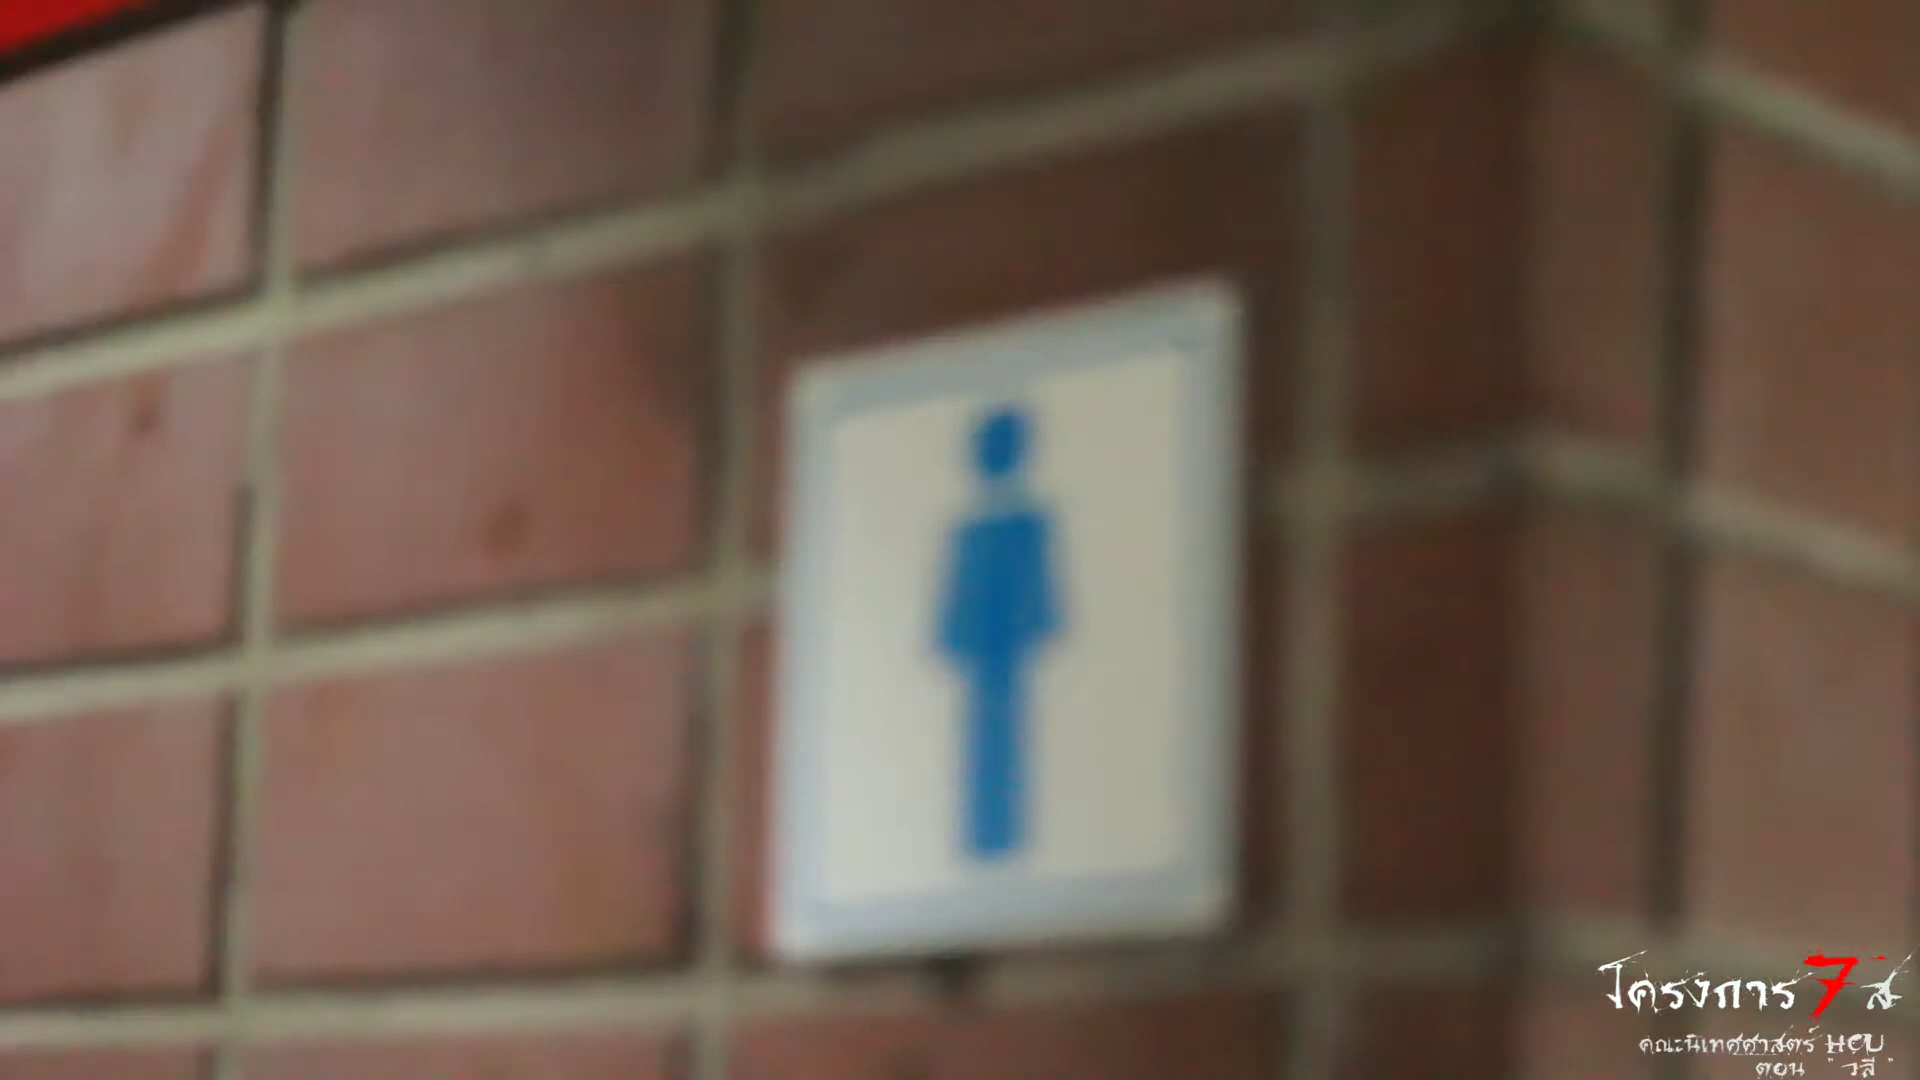 โครงการ 7 ส
คณะนิเทศศาสตร์ HCU
ตอน "วลี"